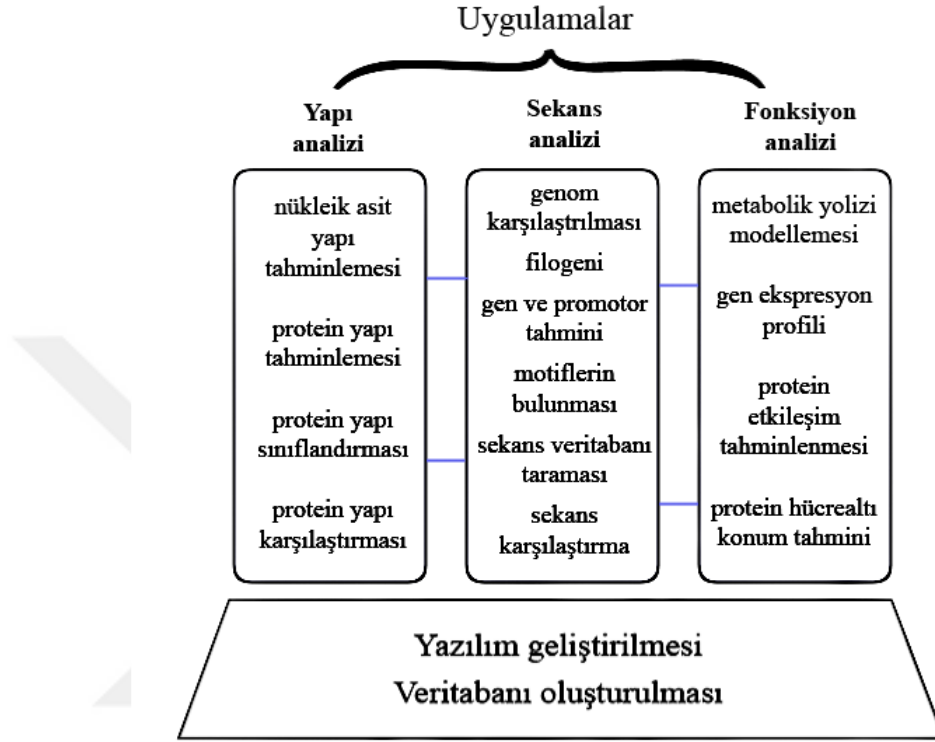 Uygulamalar
Yapı
analizi
nükleik asit
yapı
tahminlemesi
protein yapı
tahminlemesi
protein yapı
sınıflandırması
protein yapı
karşılaştırması
Sekans
analizi
genom
karşılaştrılması
filogeni
gen ve promotor
tahmini
motiflerin
bulunması
sekans veritabanı
taraması
sekans
karşılaştırma
Fonksiyon
analizi
metabolik yolizi
modellemesi
gen ekspresyon
profili
protein
etkileşim
tahminlenmesi
protein hücrealtı
konum tahmini
Yazılım geliştirilmesi
Veritabanı oluşturulması